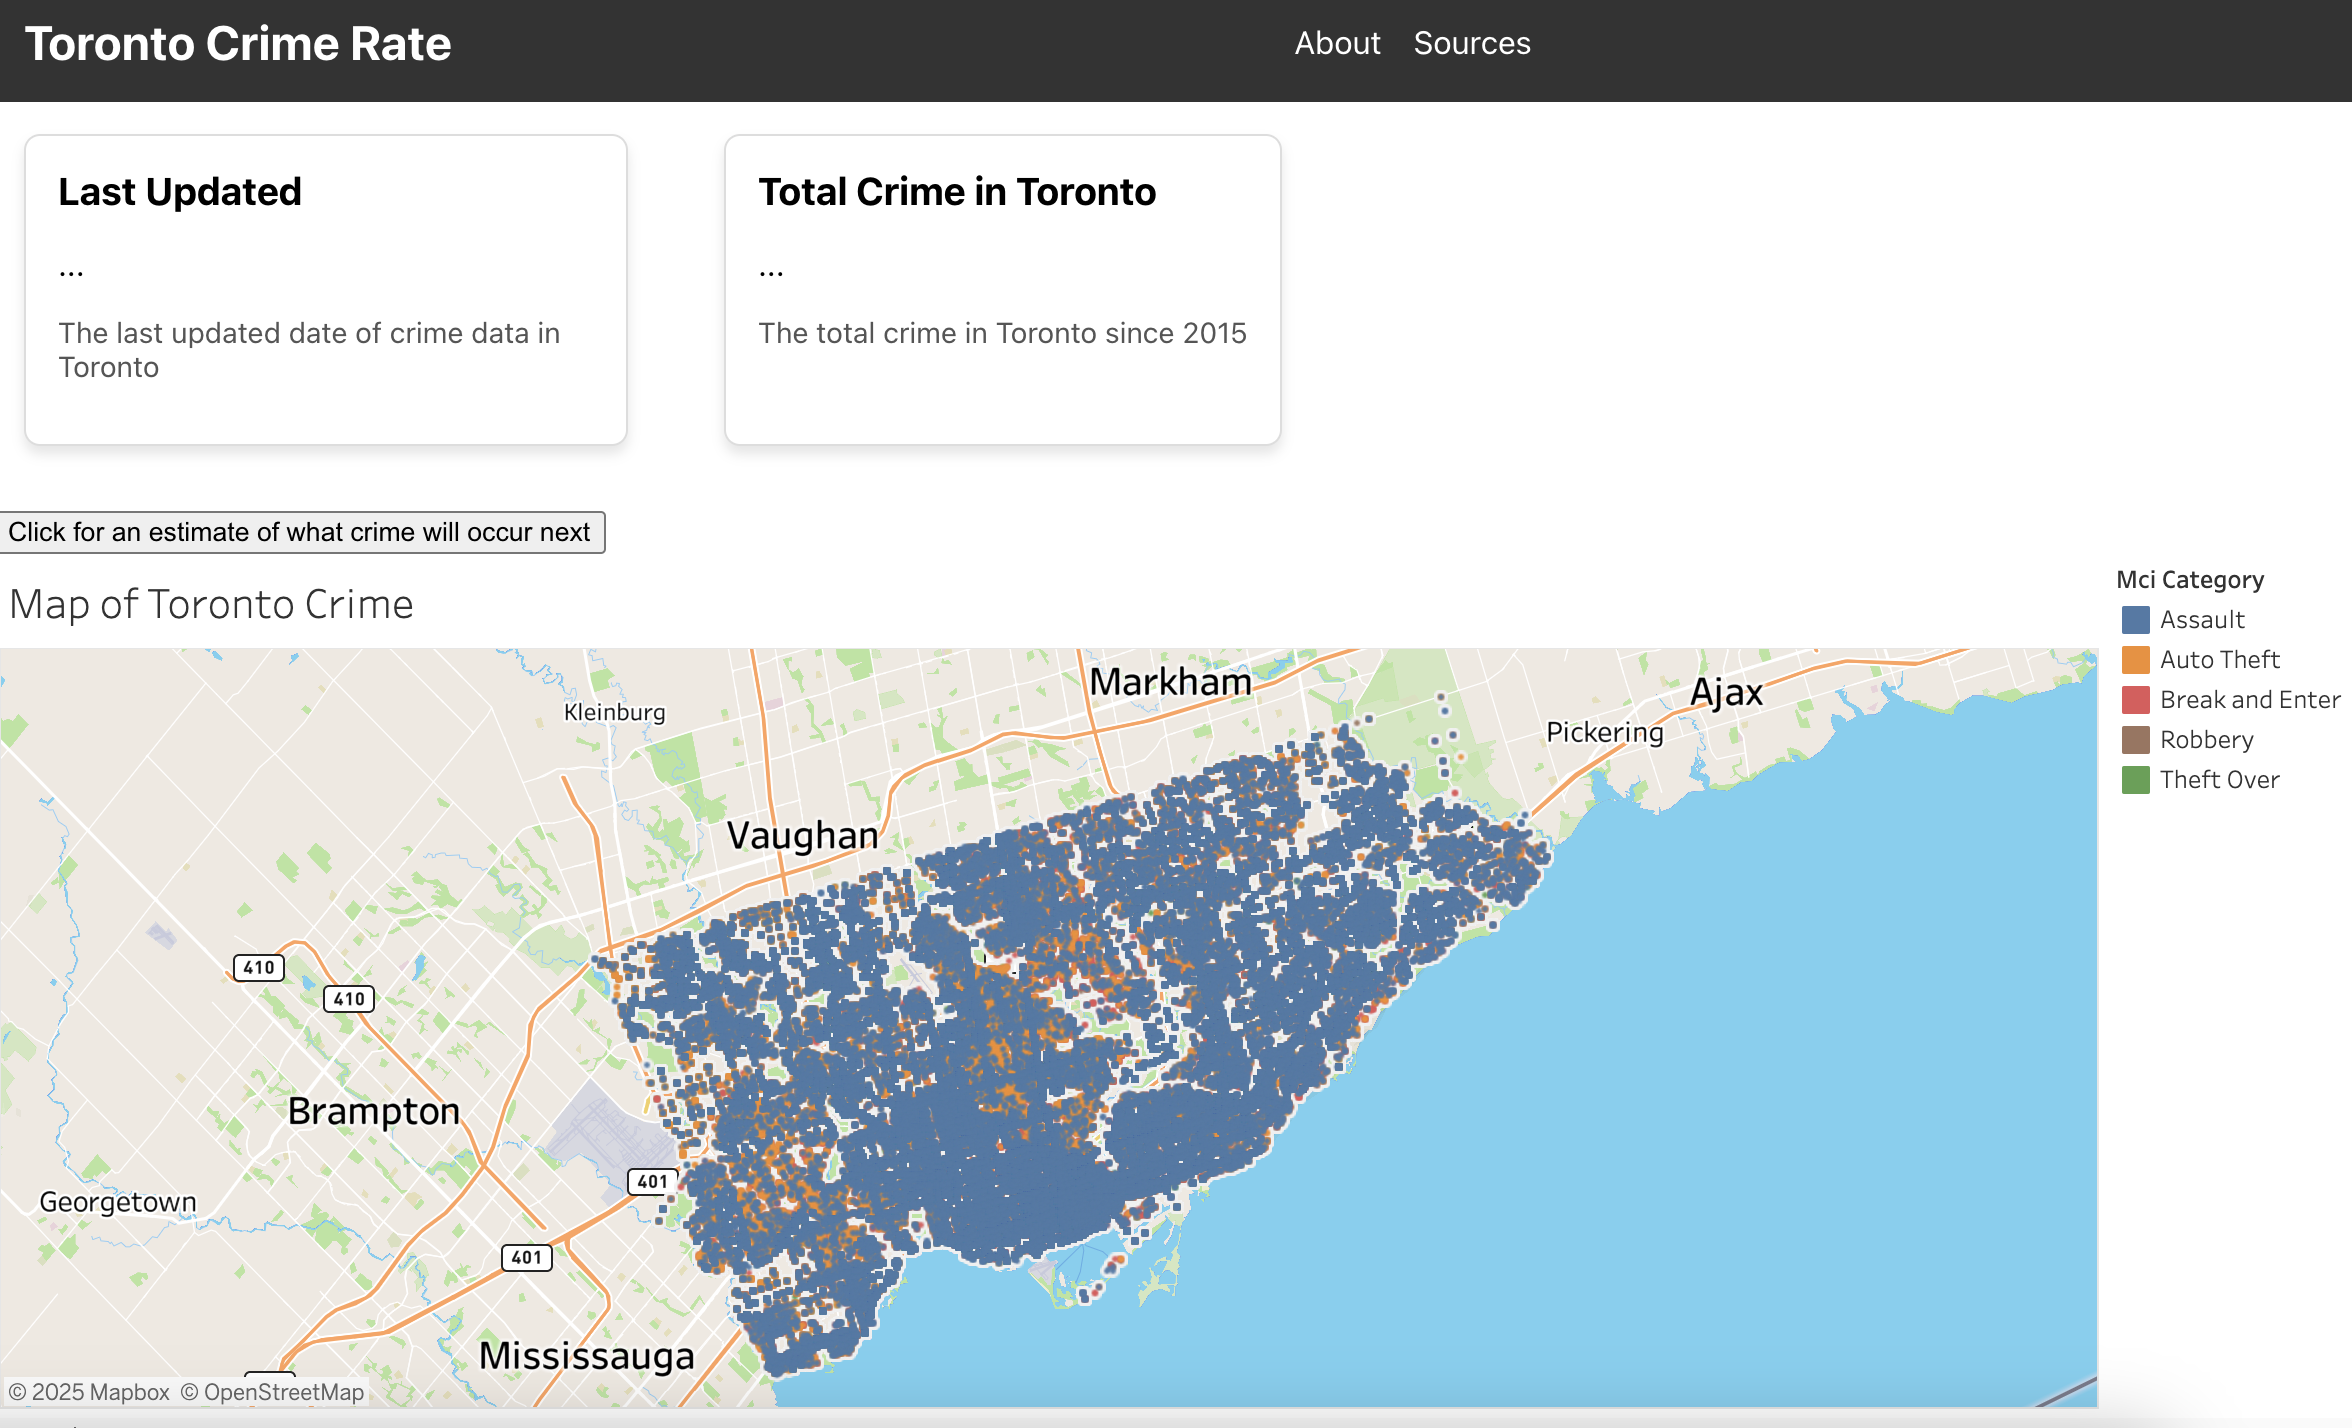 Toronto Crime Rate
About
Sources
Last Updated
...
The last updated date of crime data in
Toronto
Total Crime in Toronto
...
The total crime in Toronto since 2015
Click for an estimate of what crime will occur next
Map of Toronto Crime
Mci Category
Assault
Auto Theft
Break and Enter
Robbery
Theft Over
Markham
Ajax
Kleinburg
Pickering
Vaughan
410
410
Brampton
401
Georgetown
401
Mississauga
© 2025 Mapbox © OpenStreetMap